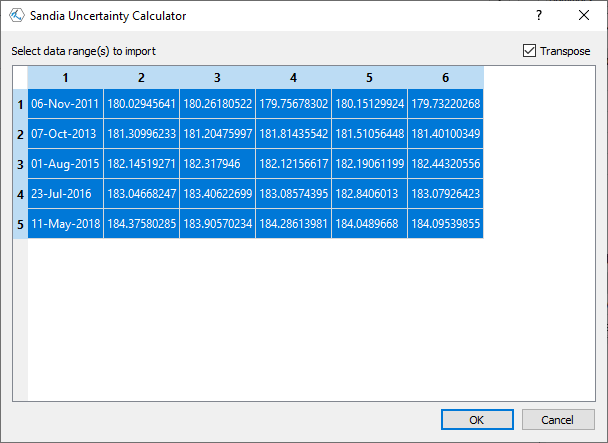 Sandia Uncertainty Calculator ?
Select data range(s) to import Transpose
1 2 3 4 5 6
1 06-Nov-2011 180.02945641 180.26180522 179.75678302 180.15129924 179.73220268
2 07-Oct-2013 181.30996233 181.20475997 181.81435542 181.51056448 181.40100349
3 01-Aug-2015 182.14519271 182.317946 182.12156617 182.19061199 182.44320556
4 23-Jul-2016 183.04668247 183.40622699 183.08574395 182.8406013 183.07926423
5 11-May-2018 184.37580285 183.90570234 184.28613981 184.0489668 184.09539855
OK Cancel